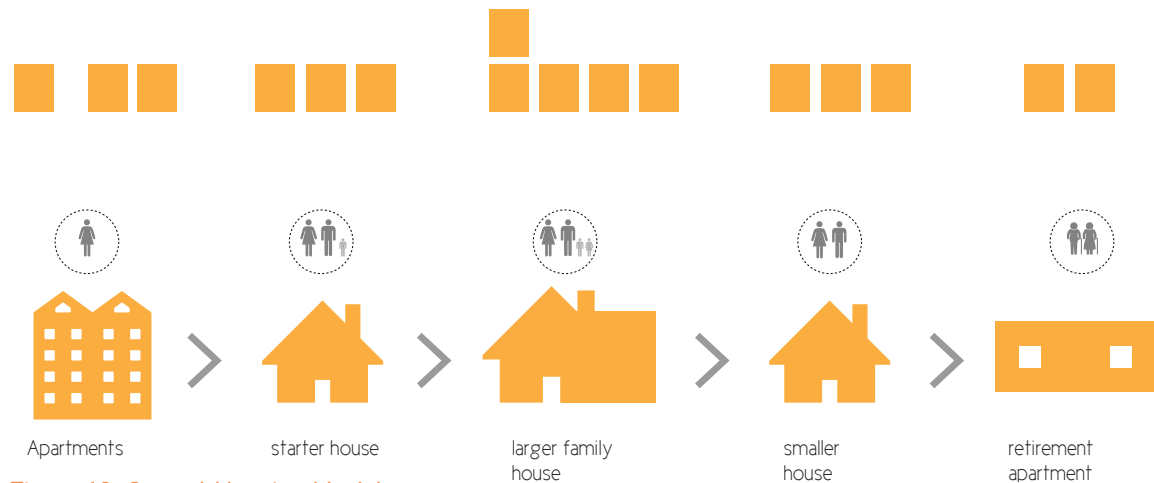 Apartments
starter house
larger family
house
smaller
house
retirement
apartment